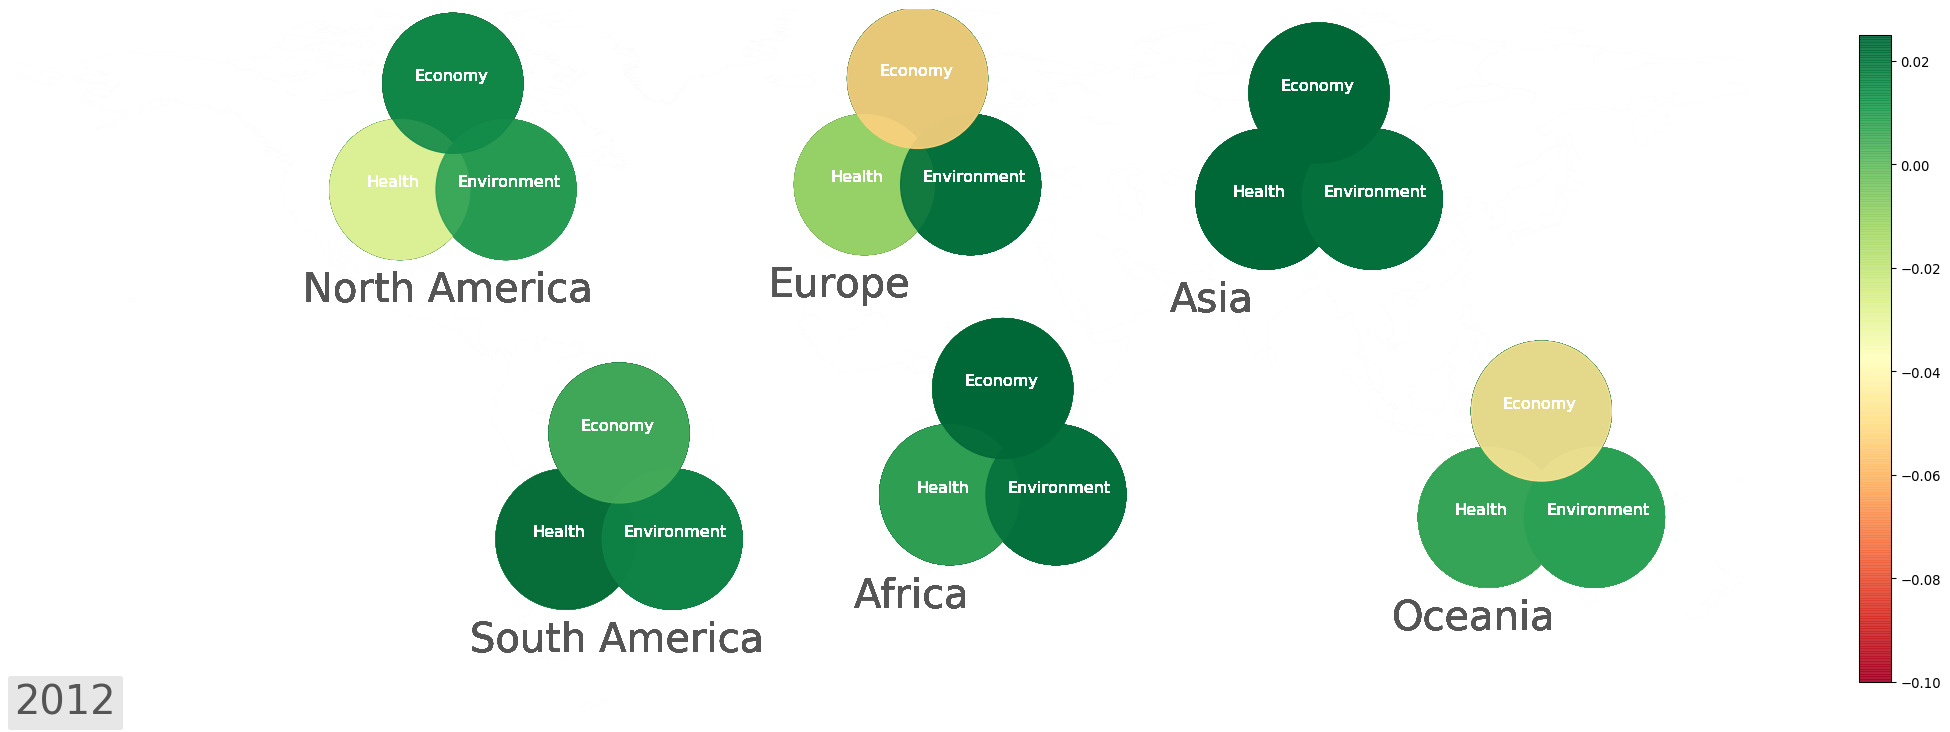 Economy
Health
Environment
North America
Economy
Health
Environment
Europe
Economy
Health
Environment
Asia
Economy
Health
Environment
South America
Economy
Health
Environment
Africa
Economy
Health
Environment
Oceania
0.02
0.00
−0.02
−0.04
−0.06
−0.08
−0.10
2012